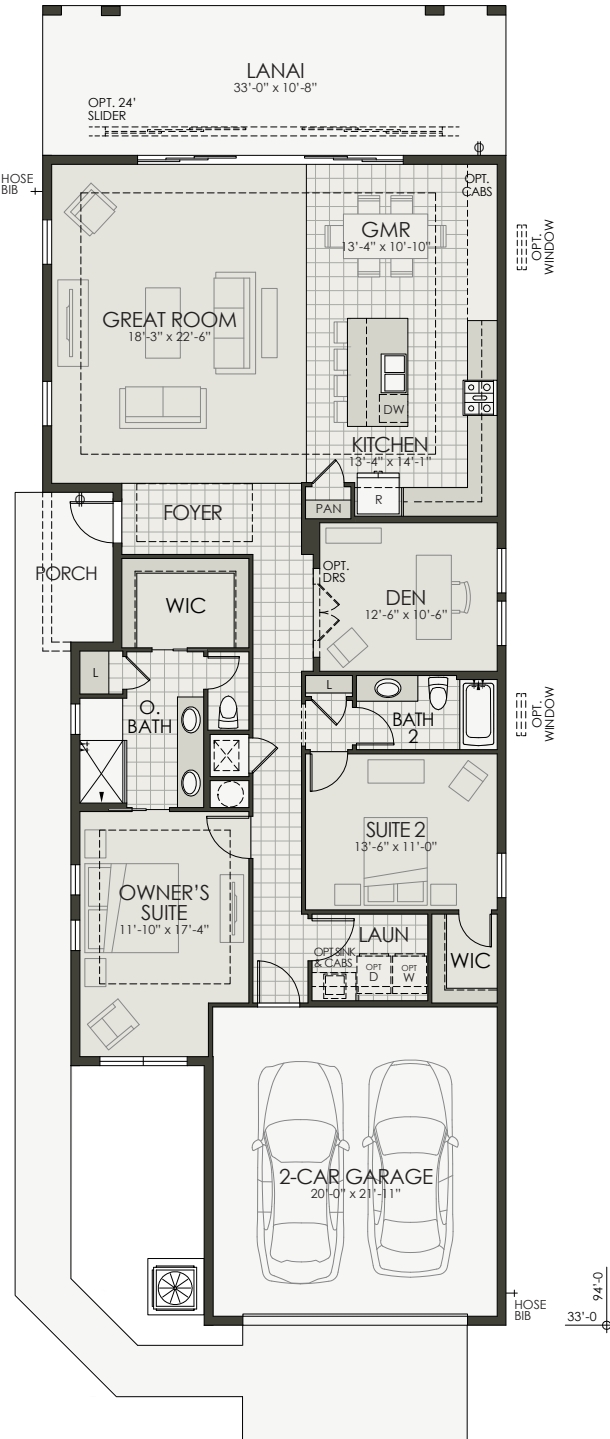 LANAI
33'-0" x 10'-8"
OPT. 24'
SLIDER
HOSE
BIB
OPT.
CABS
GMR
13'-4" x 10'-10"
OPT.
WINDOW
GREAT ROOM
18'-3" x 22'-6"
DW
KITCHEN
13'-4" x 14'-1"
R
PAN
FOYER
PORCH
OPT.
DRS
DEN
12'-6" x 10'-6"
WIC
L
O.
BATH
L
BATH
2
OPT.
WINDOW
SUITE 2
13'-6" x 11'-0"
OWNER'S
SUITE
11'-10" x 17'-4"
LAUN
OPT SINK
& CABS
OPT
D
OPT
W
WIC
2-CAR GARAGE
20'-0" x 21'-11"
HOSE
BIB
94'-0
33'-0